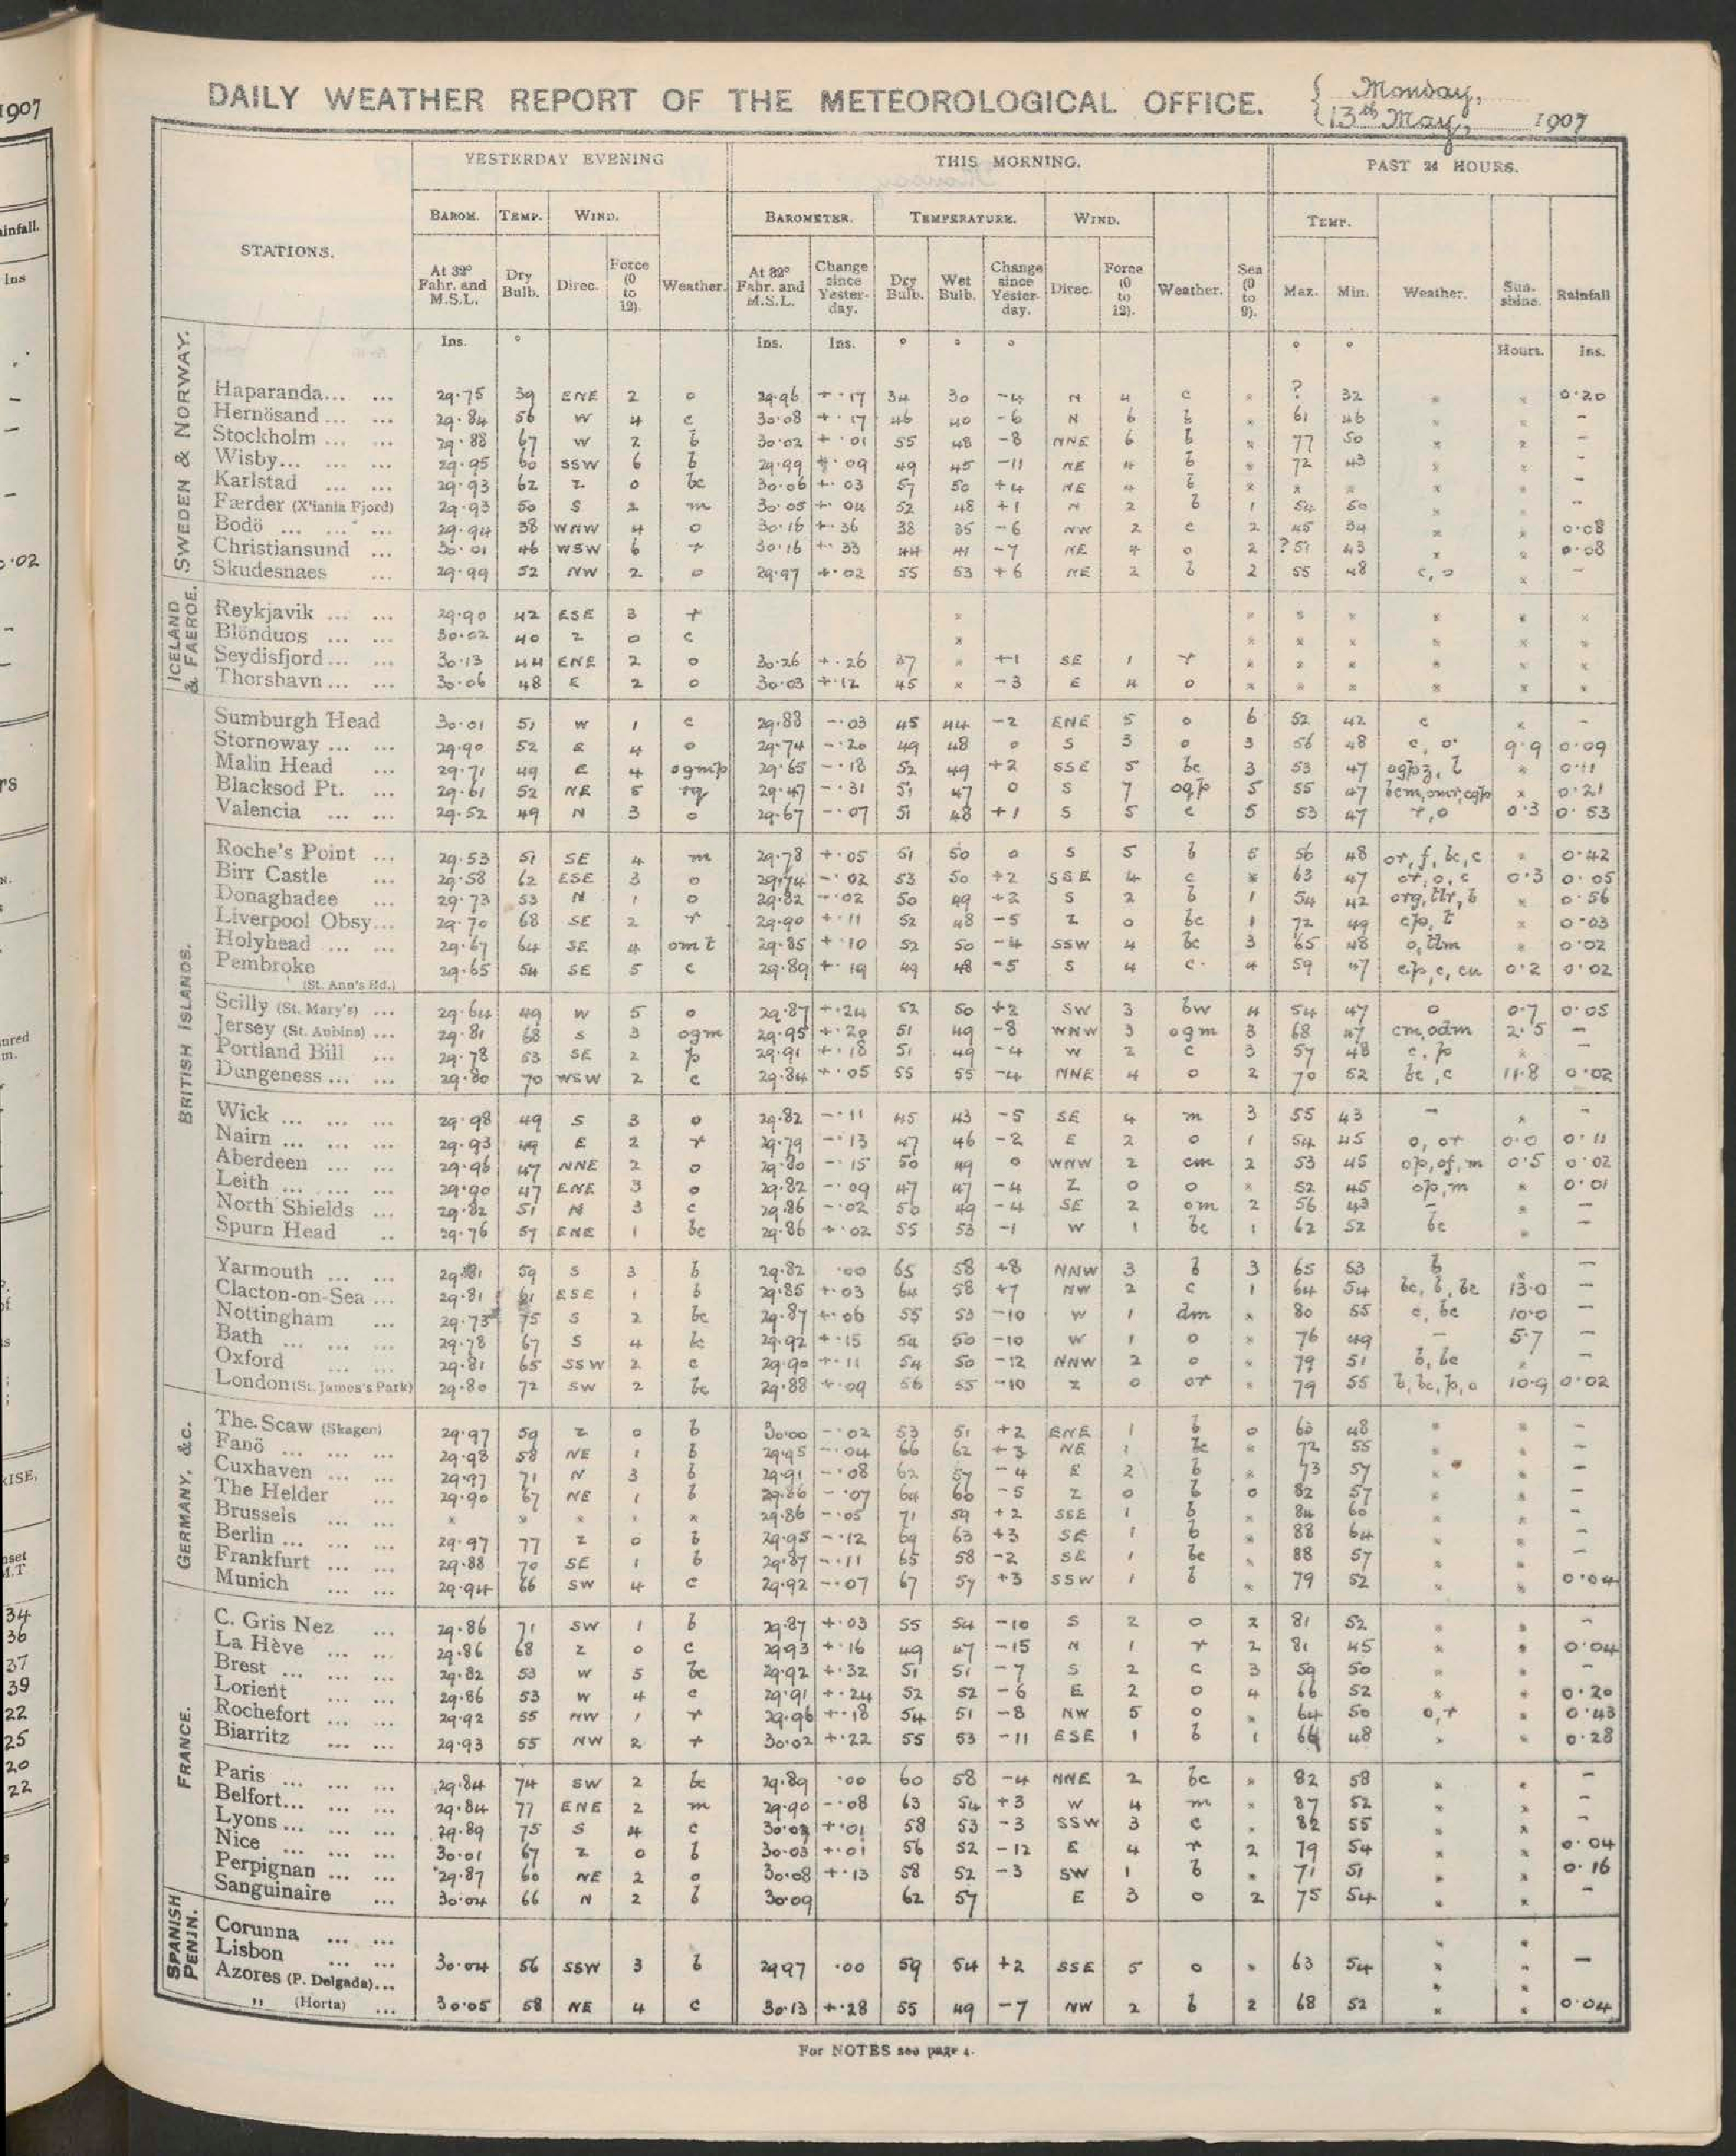 DAILY WEATHER REPORT OF THE METEOROLOGICAL OFFICE. Monday, 13th May, 1907
YESTERDAY EVENING THIS MORNING. PAST 24 HOURS.
BAROM. TEMP. WIND. BAROMETER. TEMPERATURE. WIND. TEMP.
STATIONS. At 32° Fahr. and M.S.L. Dry Bulb. Direc. Force (0 to 12). Weather. At 32° Fahr. and M.S.L. Change since Yesterday. Dry Bulb. Wet Bulb. Change since Yesterday. Direc. Force (0 to 12). Weather. Sea (0 to 9). Max. Min. Weather. Sunshine. Rainfall
Ins. ° Ins. Ins. ° ° ° ° ° Hours. Ins.
SWEDEN & NORWAY.
Haparanda... ... 29·75 39 ENE 2 o 29·96 +·17 34 30 -4 N 4 c * ? 32 * * 0·20
Hernösand ... ... 29·84 56 W 4 c 30·08 +·17 46 40 -6 N 6 b * 61 46 * * -
Stockholm ... ... 29·88 67 W 2 b 30·02 +·01 55 48 -8 NNE 6 b * 77 50 * * -
Wisby... ... ... 29·95 60 SSW 6 b 29·99 +·09 49 45 -11 NE 4 b * 72 43 * * -
Karlstad ... ... 29·93 62 Z 0 bc 30·06 +·03 57 50 +4 NE 4 b * * * * *
Færder (X'iania Fjord) 29·93 50 S 2 m 30·05 +·04 52 48 +1 N 2 b 1 54 50 * * -
Bodö ... ... ... 29·94 38 WNW 4 o 30·16 +·36 38 35 -6 NW 2 c 2 45 34 * * 0·08
Christiansund ... 30·01 46 WSW 6 r 30·16 +·33 44 41 -7 NE 4 o 2 ?51 43 * * 0·08
Skudesnaes ... 29·99 52 NW 2 o 29·97 +·02 55 53 +6 NE 2 b 2 55 48 c, o * -
ICELAND & FAEROE.
Reykjavik ... ... 29·90 42 ESE 3 r * * * * * * *
Blönduos ... ... 30·02 40 Z 0 c * * * * * * *
Seydisfjord... ... 30·13 44 ENE 2 o 30·26 +·26 37 * +1 SE 1 r * * * * * *
Thorshavn ... ... 30·06 48 E 2 o 30·03 +·12 45 * -3 E 4 o * * * * * *
BRITISH ISLANDS.
Sumburgh Head 30·01 51 W 1 c 29·88 -·03 45 44 -2 ENE 5 o 6 52 42 c * -
Stornoway ... ... 29·90 52 E 4 o 29·74 -·20 49 48 0 S 3 o 3 56 48 c, o 9·9 0·09
Malin Head ... 29·71 49 E 4 ogmp 29·65 -·18 52 49 +2 SSE 5 bc 3 53 47 * 0·11
Blacksod Pt. ... 29·61 52 NE 5 rq 29·47 -·31 51 47 0 S 7 oqp 5 55 47 * 0·21
Valencia ... ... 29·52 49 N 3 o 29·67 -·07 51 48 +1 S 5 c 5 53 47 r, o 0·3 0·53
Roche's Point ... 29·53 51 SE 4 m 29·78 +·05 51 50 0 S 5 b 5 56 48 or, f, bc, c * 0·42
Birr Castle ... 29·58 62 ESE 3 o 29·74 -·02 53 50 +2 SSE 4 c * 63 47 or, o, c 0·3 0·05
Donaghadee ... 29·73 53 N 1 o 29·82 -·02 50 49 +2 S 2 b 1 54 42 org, tlr, b * 0·56
Liverpool Obsy... 29·70 68 SE 2 r 29·90 +·11 52 48 -5 Z 0 bc 1 72 49 cp, t * 0·03
Holyhead ... ... 29·67 64 SE 4 omt 29·85 +·10 52 50 -4 SSW 4 bc 3 65 48 o, tlm * 0·02
Pembroke (St. Ann's Hd.) 29·65 54 SE 5 c 29·89 +·19 49 48 -5 S 4 c 4 59 47 0·2 0·02
Scilly (St. Mary's) ... 29·64 49 W 5 o 29·87 +·24 52 50 +2 SW 3 bw 4 54 47 o 0·7 0·05
Jersey (St. Aubins) ... 29·81 68 S 3 ogm 29·95 +·20 51 49 -8 WNW 3 ogm 3 68 47 cm, odm 2·5 -
Portland Bill ... 29·78 53 SE 2 p 29·91 +·18 51 49 -4 W 2 c 3 57 48 c, p * -
Dungeness ... ... 29·80 70 WSW 2 c 29·84 +·05 55 55 -4 NNE 4 o 2 70 52 bc, c 11·8 0·02
Wick ... ... ... 29·98 49 S 3 o 29·82 -·11 45 43 -5 SE 4 m 3 55 43 - * -
Nairn ... ... ... 29·93 49 E 2 r 29·79 -·13 47 46 -2 E 2 o 1 54 45 o, or 0·0 0·11
Aberdeen ... ... 29·96 47 NNE 2 o 29·80 -·15 50 49 0 WNW 2 cm 2 53 45 op, of, m 0·5 0·02
Leith ... ... ... 29·90 47 ENE 3 o 29·82 -·09 47 47 -4 Z 0 o * 52 45 op, m * 0·01
North Shields ... 29·82 51 N 3 c 29·86 -·02 50 49 -4 SE 2 om 2 56 43 - * -
Spurn Head .. 29·76 57 ENE 1 bc 29·86 +·02 55 53 -1 W 1 bc 1 62 52 bc * -
Yarmouth ... ... 29·81 59 S 3 b 29·82 ·00 65 58 +8 NNW 3 b 3 65 53 b * -
Clacton-on-Sea ... 29·81 61 ESE 1 b 29·85 +·03 64 58 +7 NW 2 c 1 64 54 bc, b, bc 13·0 -
Nottingham ... 29·73 75 S 2 bc 29·87 +·06 55 53 -10 W 1 dm * 80 55 c, bc 10·0 -
Bath ... ... ... 29·78 67 S 4 bc 29·92 +·15 54 50 -10 W 1 o * 76 49 - 5·7 -
Oxford ... ... 29·81 65 SSW 2 c 29·90 +·11 54 50 -12 NNW 2 o * 79 51 b, bc * -
London (St. James's Park) 29·80 72 SW 2 bc 29·88 +·09 56 55 -10 Z 0 or * 79 55 b, bc, p, o 10·9 0·02
GERMANY, &c.
The Scaw (Skagen) 29·97 59 Z 0 b 30·00 -·02 53 51 +2 ENE 1 b 0 63 48 * * -
Fanö ... ... ... 29·98 58 NE 1 b 29·95 -·04 66 62 +3 NE 1 bc * 72 55 * * -
Cuxhaven ... ... 29·97 71 N 3 b 29·91 -·08 62 57 -4 E 2 b * 73 57 * * -
The Helder ... 29·90 67 NE 1 b 29·86 -·07 64 60 -5 Z 0 b 0 82 57 * * -
Brussels ... ... * * * * * 29·86 -·05 71 59 +2 SSE 1 b * 84 60 * * -
Berlin ... ... ... 29·97 77 Z 0 b 29·95 -·12 69 63 +3 SE 1 b * 88 64 * * -
Frankfurt ... ... 29·88 70 SE 1 b 29·87 -·11 65 58 -2 SE 1 bc * 88 57 * * -
Munich ... ... 29·94 66 SW 4 c 29·92 -·07 67 57 +3 SSW 1 b * 79 52 * * 0·04
FRANCE.
C. Gris Nez ... 29·86 71 SW 1 b 29·87 +·03 55 54 -10 S 2 o 2 81 52 * * -
La Hève ... ... 29·86 68 Z 0 c 29·93 +·16 49 47 -15 N 1 r 2 81 45 * * 0·04
Brest ... ... ... 29·82 53 W 5 bc 29·92 +·32 51 51 -7 S 2 c 3 59 50 * * -
Lorient ... ... 29·86 53 W 4 c 29·91 +·24 52 52 -6 E 2 o 4 66 52 * * 0·20
Rochefort ... ... 29·92 55 NW 1 r 29·96 +·18 54 51 -8 NW 5 o * 64 50 o, r * 0·43
Biarritz ... ... 29·93 55 NW 2 r 30·02 +·22 55 53 -11 ESE 1 b 1 64 48 * * 0·28
Paris ... ... ... 29·84 74 SW 2 bc 29·89 ·00 60 58 -4 NNE 2 bc * 82 58 * * -
Belfort... ... ... 29·84 77 ENE 2 m 29·90 -·08 63 54 +3 W 4 m * 87 52 * * -
Lyons ... ... ... 29·89 75 S 4 c +·01 58 53 -3 SSW 3 c * 82 55 * * -
Nice ... ... ... 30·01 67 Z 0 b 30·03 +·01 56 52 -12 E 4 r 2 79 54 * * 0·04
Perpignan ... ... 29·87 60 NE 2 o 30·08 +·13 58 52 -3 SW 1 b * 71 51 * * 0·16
Sanguinaire ... 30·04 66 N 2 b 30·09 62 57 E 3 o 2 75 54 * * -
SPANISH PENIN.
Corunna ... ... * *
Lisbon ... ... 30·04 56 SSW 3 b 29·97 ·00 59 54 +2 SSE 5 o * 63 54 * * -
Azores (P. Delgada)... * *
" (Horta) ... 30·05 58 NE 4 c 30·13 +·28 55 49 -7 NW 2 b 2 68 52 * * 0·04
For NOTES see page 4.
1907
ainfall.
Ins
0·02
34
36
37
39
22
25
20
22